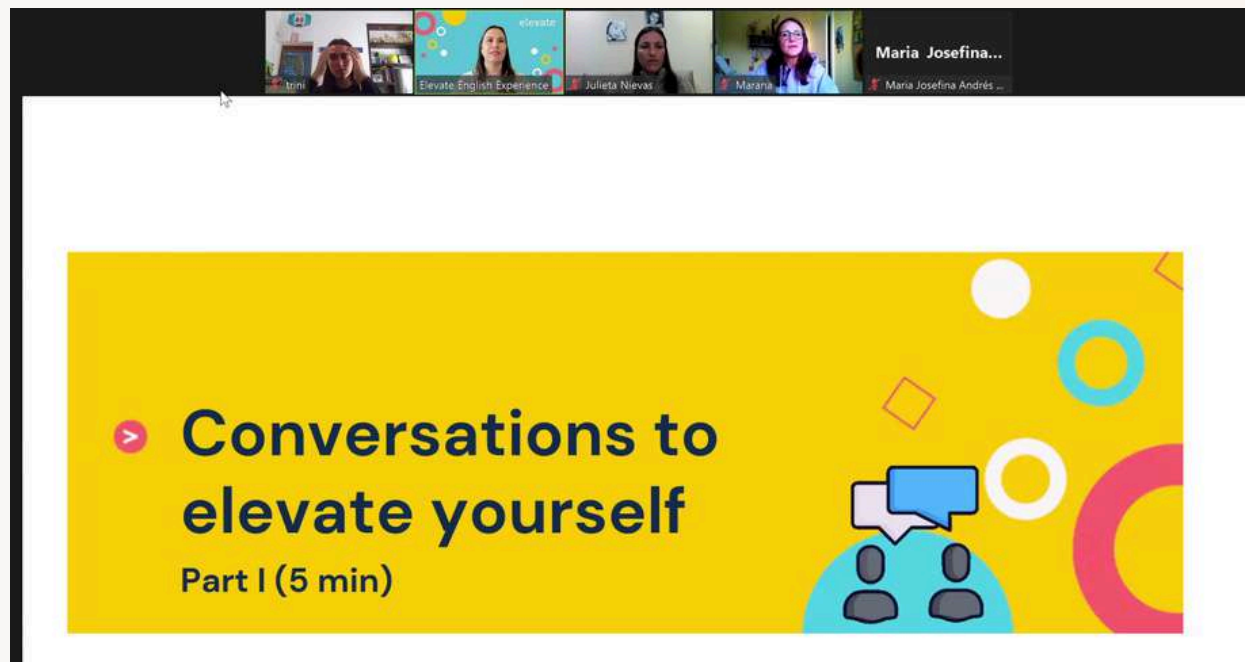 elevate
trini
Elevate English Experience
Julieta Nievas
Marana
Maria Josefina...
Maria Josefina Andrés ...
> Conversations to
elevate yourself
Part I (5 min)